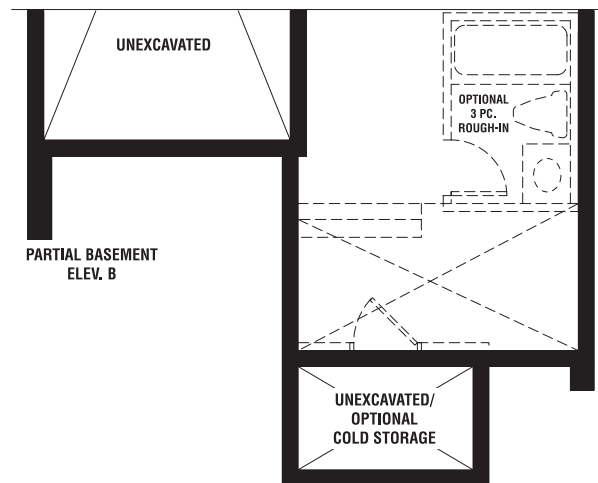 UNEXCAVATED
OPTIONAL
3 PC.
ROUGH-IN
PARTIAL BASEMENT
ELEV. B
UNEXCAVATED/
OPTIONAL
COLD STORAGE